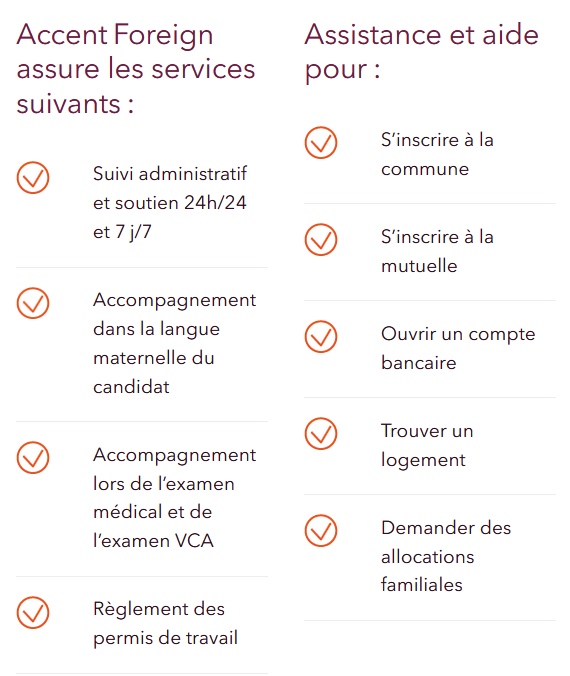 Accent Foreign
assure les services
suivants :
Suivi administratif
et soutien 24h/24
et 7 j/7
Accompagnement
dans la langue
maternelle du
candidat
Accompagnement
lors de l’examen
médical et de
l’examen VCA
Règlement des
permis de travail
Assistance et aide
pour :
S’inscrire à la
commune
S’inscrire à la
mutuelle
Ouvrir un compte
bancaire
Trouver un
logement
Demander des
allocations
familiales